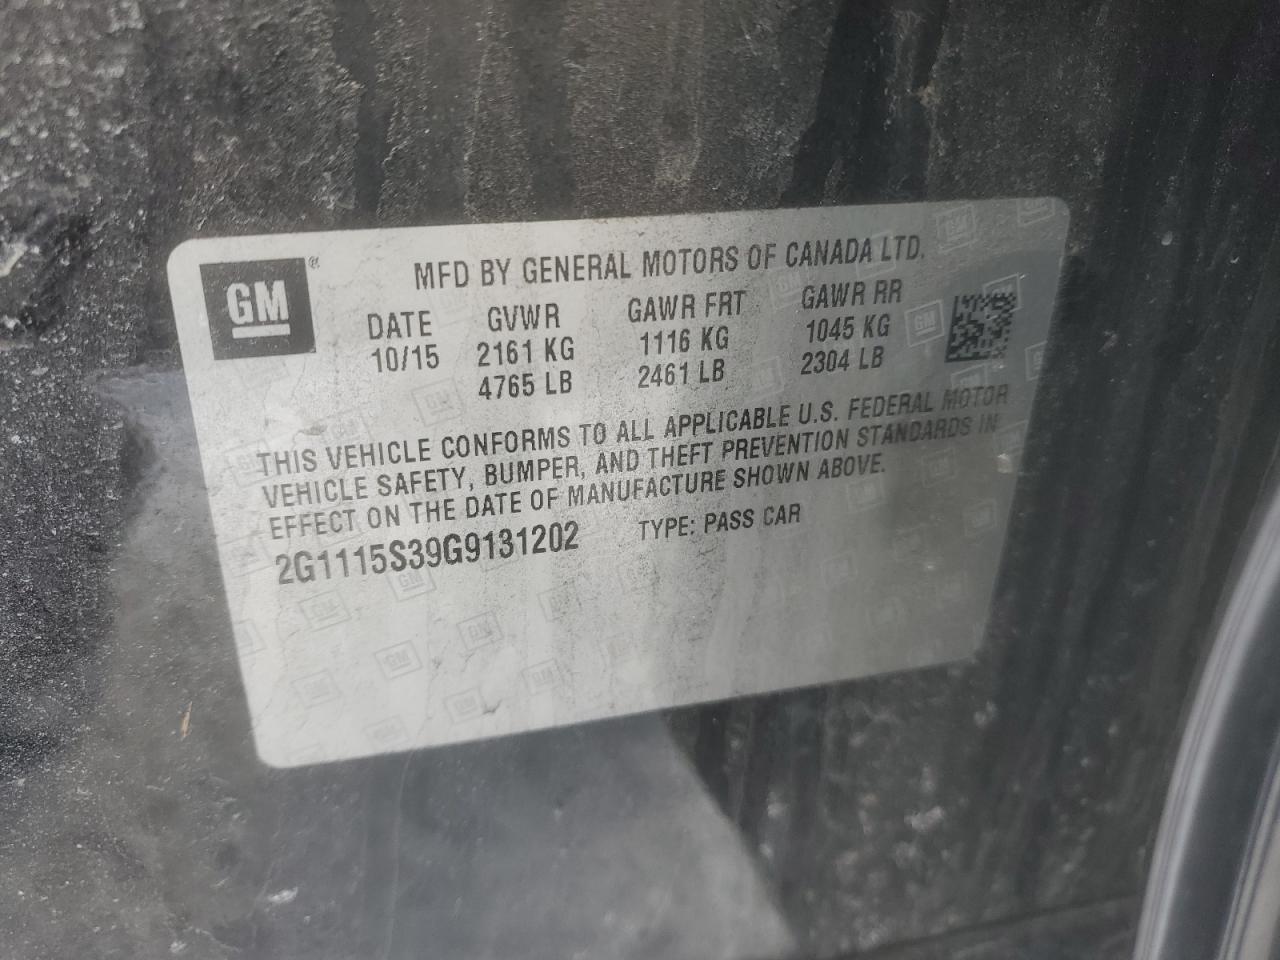 GM®
MFD BY GENERAL MOTORS OF CANADA LTD.
DATE GVWR GAWR FRT GAWR RR
10/15 2161 KG 1116 KG 1045 KG
4765 LB 2461 LB 2304 LB
THIS VEHICLE CONFORMS TO ALL APPLICABLE U.S. FEDERAL MOTOR
VEHICLE SAFETY, BUMPER, AND THEFT PREVENTION STANDARDS IN
EFFECT ON THE DATE OF MANUFACTURE SHOWN ABOVE.
2G1115S39G9131202 TYPE: PASS CAR